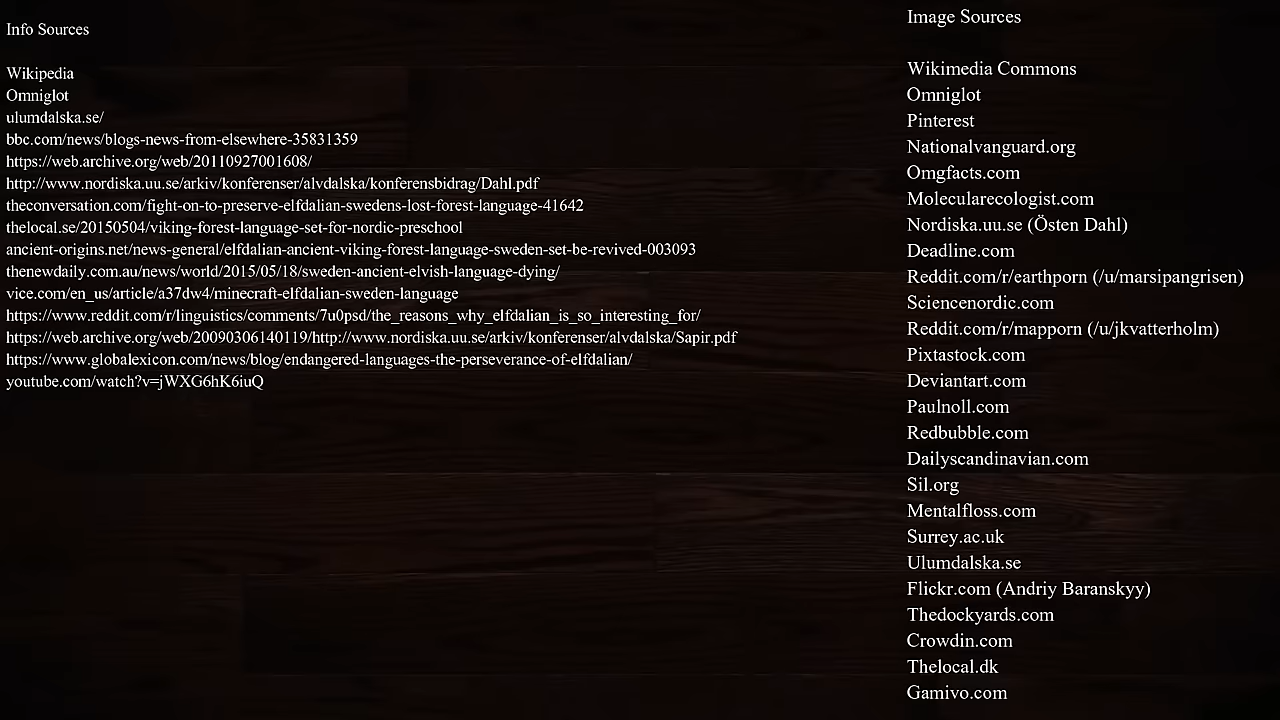 Info Sources
Wikipedia
Omniglot
ulumdalska.se/
bbc.com/news/blogs-news-from-elsewhere-35831359
https://web.archive.org/web/20110927001608/
http://www.nordiska.uu.se/arkiv/konferenser/alvdalska/konferensbidrag/Dahl.pdf
theconversation.com/fight-on-to-preserve-elfdalian-swedens-lost-forest-language-41642
thelocal.se/20150504/viking-forest-language-set-for-nordic-preschool
ancient-origins.net/news-general/elfdalian-ancient-viking-forest-language-sweden-set-be-revived-003093
thenewdaily.com.au/news/world/2015/05/18/sweden-ancient-elvish-language-dying/
vice.com/en_us/article/a37dw4/minecraft-elfdalian-sweden-language
https://www.reddit.com/r/linguistics/comments/7u0psd/the_reasons_why_elfdalian_is_so_interesting_for/
https://web.archive.org/web/20090306140119/http://www.nordiska.uu.se/arkiv/konferenser/alvdalska/Sapir.pdf
https://www.globalexicon.com/news/blog/endangered-languages-the-perseverance-of-elfdalian/
youtube.com/watch?v=jWXG6hK6iuQ
Image Sources
Wikimedia Commons
Omniglot
Pinterest
Nationalvanguard.org
Omgfacts.com
Molecularecologist.com
Nordiska.uu.se (Östen Dahl)
Deadline.com
Reddit.com/r/earthporn (/u/marsipangrisen)
Sciencenordic.com
Reddit.com/r/mapporn (/u/jkvatterholm)
Pixtastock.com
Deviantart.com
Paulnoll.com
Redbubble.com
Dailyscandinavian.com
Sil.org
Mentalfloss.com
Surrey.ac.uk
Ulumdalska.se
Flickr.com (Andriy Baranskyy)
Thedockyards.com
Crowdin.com
Thelocal.dk
Gamivo.com